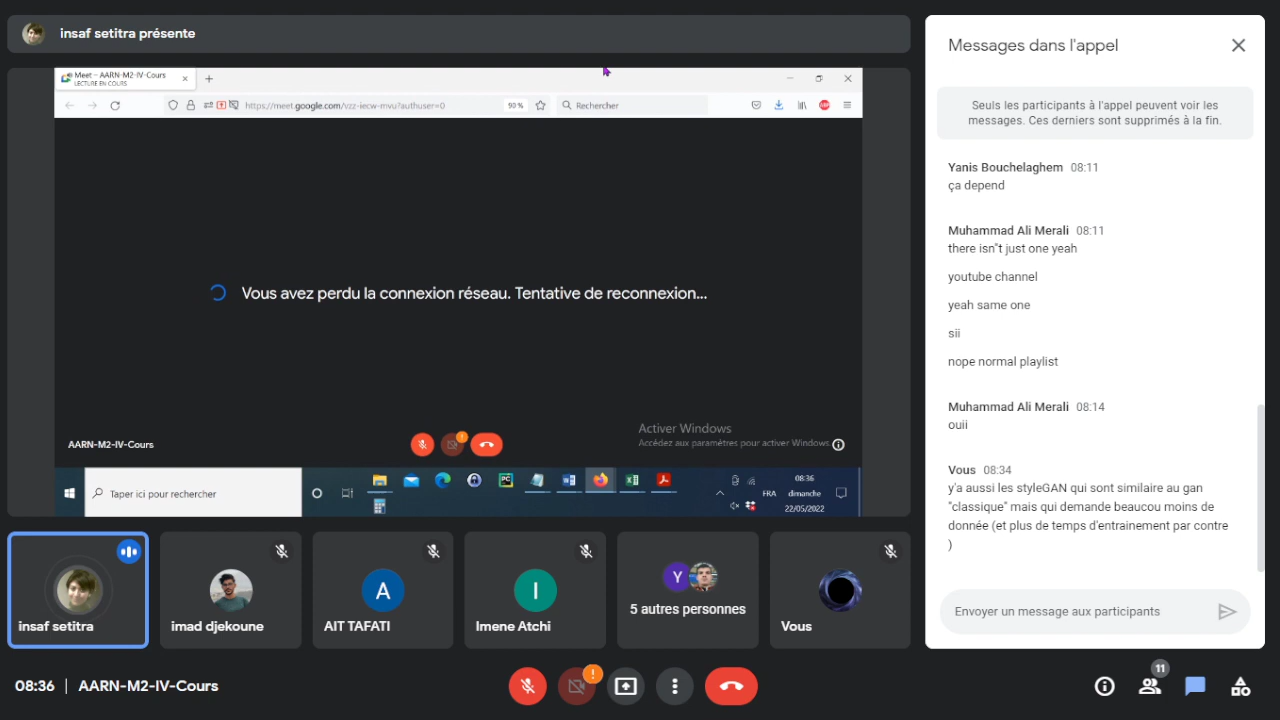 insaf setitra présente
Meet – AARN-M2-IV-Cours
LECTURE EN COURS
https://meet.google.com/vzz-iecw-mvu?authuser=0
90 %
Rechercher
Vous avez perdu la connexion réseau. Tentative de reconnexion...
AARN-M2-IV-Cours
Activer Windows
Accédez aux paramètres pour activer Windows.
Taper ici pour rechercher
FRA
08:36
dimanche
22/05/2022
insaf setitra
imad djekoune
A
AIT TAFATI
I
Imene Atchi
Y
5 autres personnes
Vous
08:36 | AARN-M2-IV-Cours
Messages dans l'appel
Seuls les participants à l'appel peuvent voir les
messages. Ces derniers sont supprimés à la fin.
Yanis Bouchelaghem 08:11
ça depend
Muhammad Ali Merali 08:11
there isn"t just one yeah
youtube channel
yeah same one
sii
nope normal playlist
Muhammad Ali Merali 08:14
ouii
Vous 08:34
y'a aussi les styleGAN qui sont similaire au gan
"classique" mais qui demande beaucou moins de
donnée (et plus de temps d'entrainement par contre
)
Envoyer un message aux participants
11